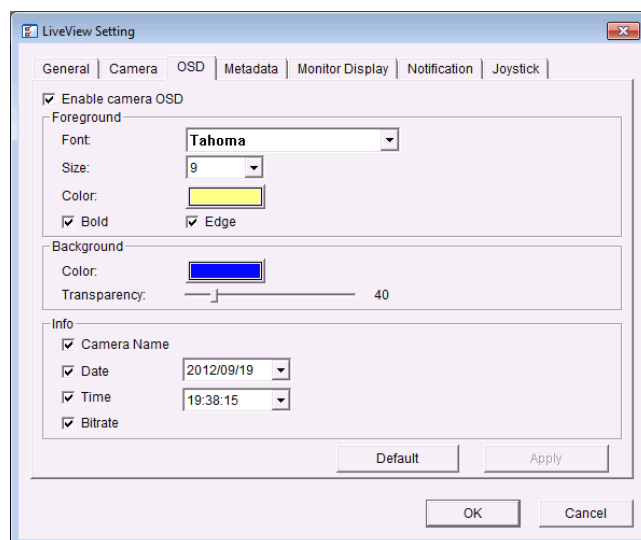 LiveView Setting
General Camera OSD Metadata Monitor Display Notification Joystick
Enable camera OSD
Foreground
Font: Tahoma
Size: 9
Color:
Bold Edge
Background
Color:
Transparency: 40
Info
Camera Name
Date 2012/09/19
Time 19:38:15
Bitrate
Default Apply
OK Cancel